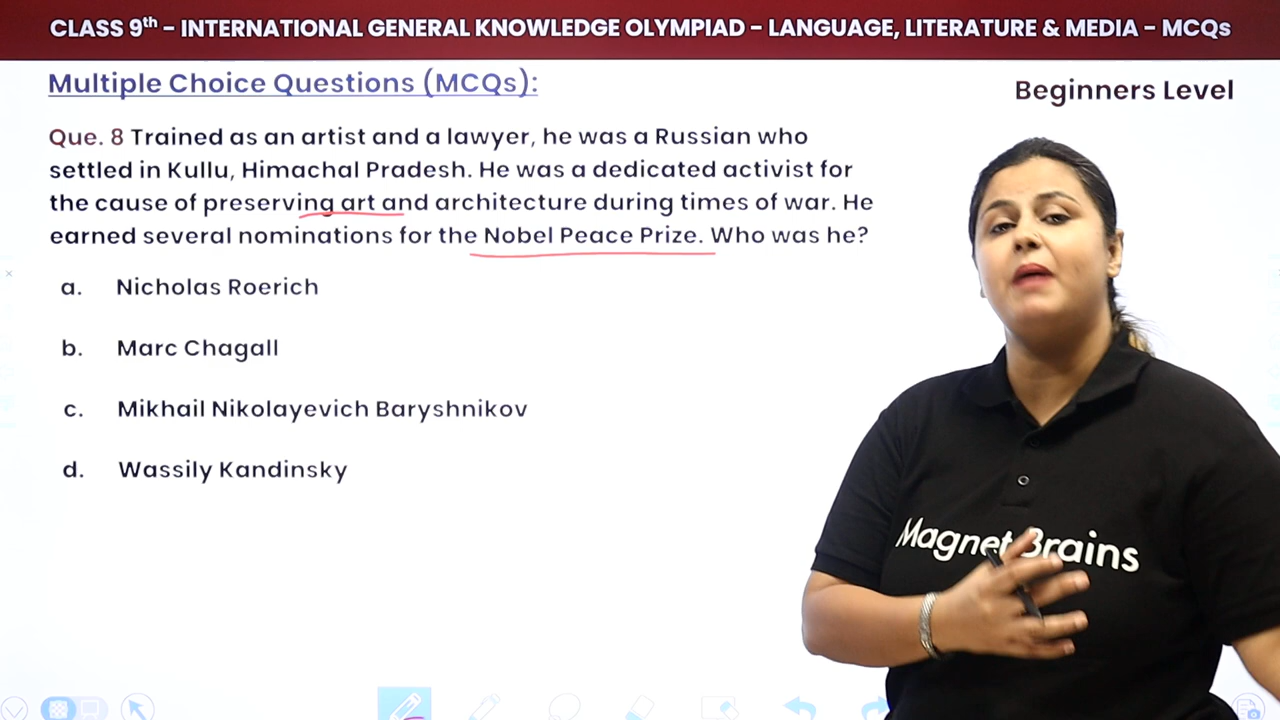 CLASS 9th - INTERNATIONAL GENERAL KNOWLEDGE OLYMPIAD - LANGUAGE, LITERATURE & MEDIA - MCQs
Multiple Choice Questions (MCQs):
Beginners Level
Que. 8 Trained as an artist and a lawyer, he was a Russian who
settled in Kullu, Himachal Pradesh. He was a dedicated activist for
the cause of preserving art and architecture during times of war. He
earned several nominations for the Nobel Peace Prize. Who was he?
a. Nicholas Roerich
b. Marc Chagall
c. Mikhail Nikolayevich Baryshnikov
d. Wassily Kandinsky
Magnet Brains